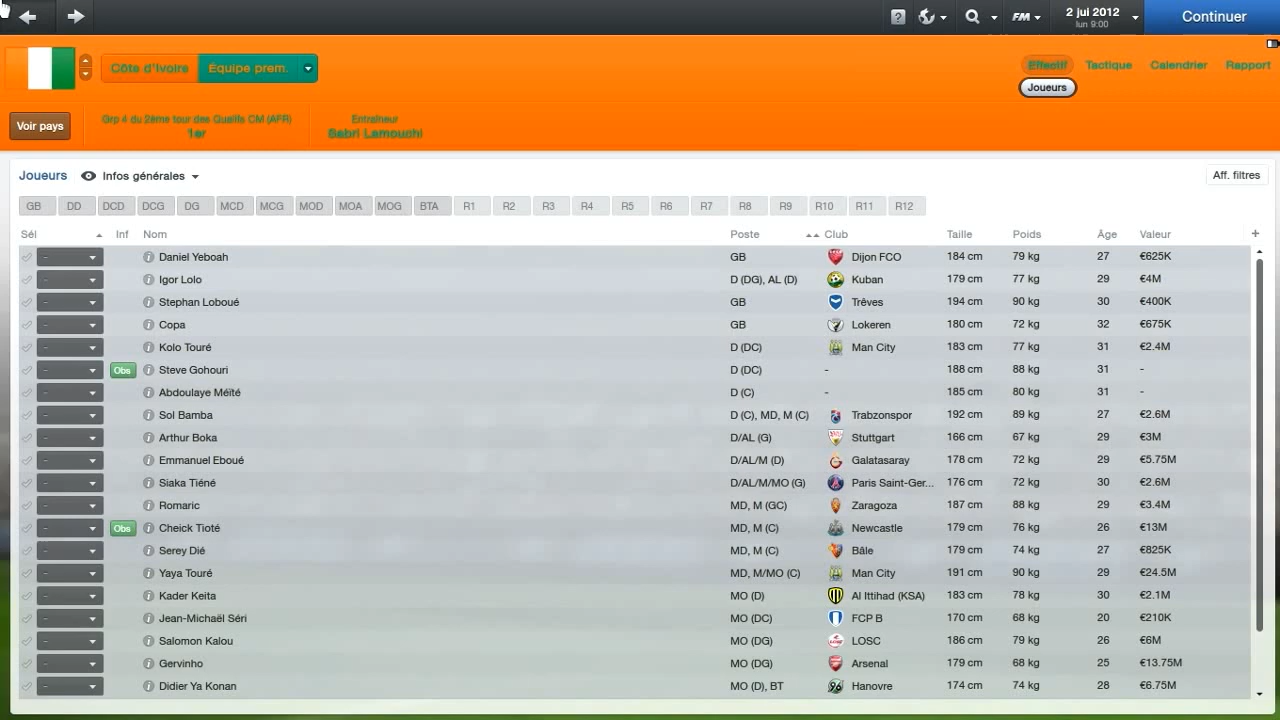 ? FM 2 jui 2012 Continuer
lun 9:00
Côte d'Ivoire Équipe prem. Effectif Tactique Calendrier Rapport
Joueurs
Voir pays Grp 4 du 2ème tour des Qualifs CM (AFR) Entraîneur
1er Sabri Lamouchi
Joueurs Infos générales Aff. filtres
GB DD DCD DCG DG MCD MCG MOD MOA MOG BTA R1 R2 R3 R4 R5 R6 R7 R8 R9 R10 R11 R12
Sél Inf Nom Poste Club Taille Poids Âge Valeur +
- Daniel Yeboah GB Dijon FCO 184 cm 79 kg 27 €625K
- Igor Lolo D (DG), AL (D) Kuban 179 cm 77 kg 29 €4M
- Stephan Loboué GB Trêves 194 cm 90 kg 30 €400K
- Copa GB Lokeren 180 cm 72 kg 32 €675K
- Kolo Touré D (DC) Man City 183 cm 77 kg 31 €2.4M
- Obs Steve Gohouri D (DC) - 188 cm 88 kg 31 -
- Abdoulaye Méïté D (C) - 185 cm 80 kg 31 -
- Sol Bamba D (C), MD, M (C) Trabzonspor 192 cm 89 kg 27 €2.6M
- Arthur Boka D/AL (G) Stuttgart 166 cm 67 kg 29 €3M
- Emmanuel Eboué D/AL/M (D) Galatasaray 178 cm 72 kg 29 €5.75M
- Siaka Tiéné D/AL/M/MO (G) Paris Saint-Ger... 176 cm 72 kg 30 €2.6M
- Romaric MD, M (GC) Zaragoza 187 cm 88 kg 29 €3.4M
- Obs Cheick Tioté MD, M (C) Newcastle 179 cm 76 kg 26 €13M
- Serey Dié MD, M (C) Bâle 179 cm 74 kg 27 €825K
- Yaya Touré MD, M/MO (C) Man City 191 cm 90 kg 29 €24.5M
- Kader Keita MO (D) Al Ittihad (KSA) 183 cm 78 kg 30 €2.1M
- Jean-Michaël Séri MO (DC) FCP B 170 cm 68 kg 20 €210K
- Salomon Kalou MO (DG) LOSC 186 cm 79 kg 26 €6M
- Gervinho MO (DG) Arsenal 179 cm 68 kg 25 €13.75M
- Didier Ya Konan MO (D), BT Hanovre 174 cm 74 kg 28 €6.75M